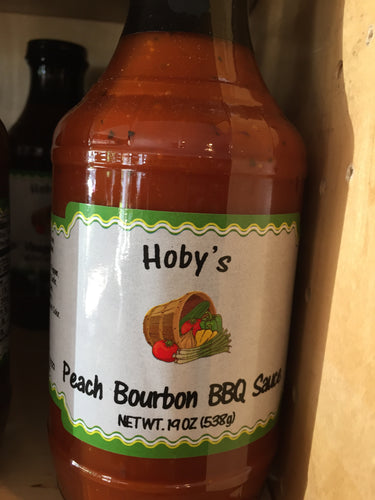 Hoby's
Peach Bourbon BBQ Sauce
NET WT. 19 OZ (538g)